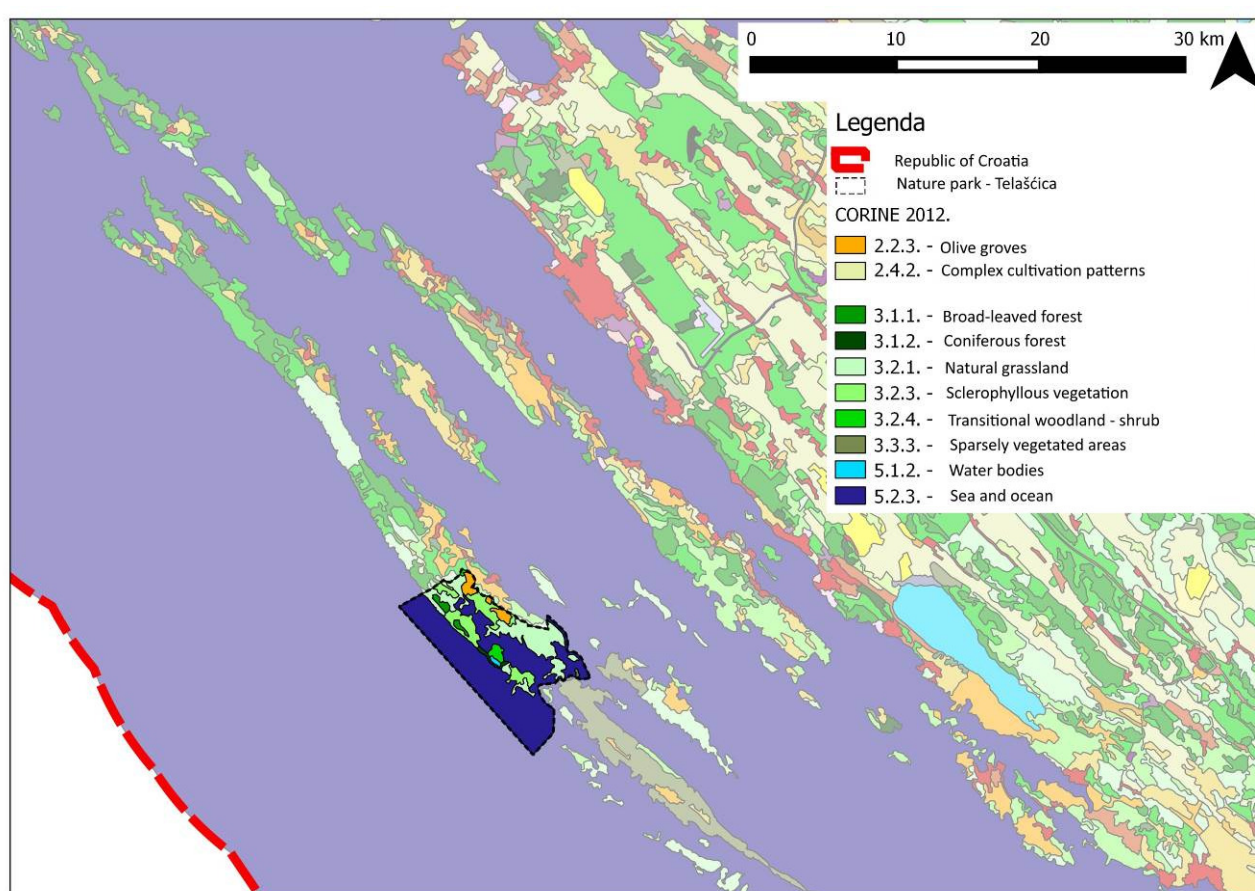 0 10 20 30 km
Legenda
Republic of Croatia
Nature park - Telašćica
CORINE 2012.
2.2.3. - Olive groves
2.4.2. - Complex cultivation patterns
3.1.1. - Broad-leaved forest
3.1.2. - Coniferous forest
3.2.1. - Natural grassland
3.2.3. - Sclerophyllous vegetation
3.2.4. - Transitional woodland - shrub
3.3.3. - Sparsely vegetated areas
5.1.2. - Water bodies
5.2.3. - Sea and ocean